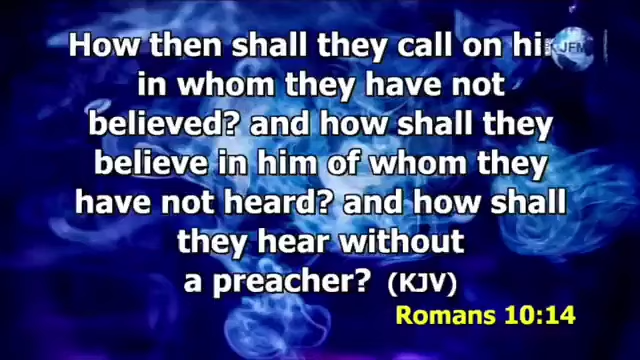 How then shall they call on hi
in whom they have not
believed? and how shall they
believe in him of whom they
have not heard? and how shall
they hear without
a preacher? (KJV)
Romans 10:14